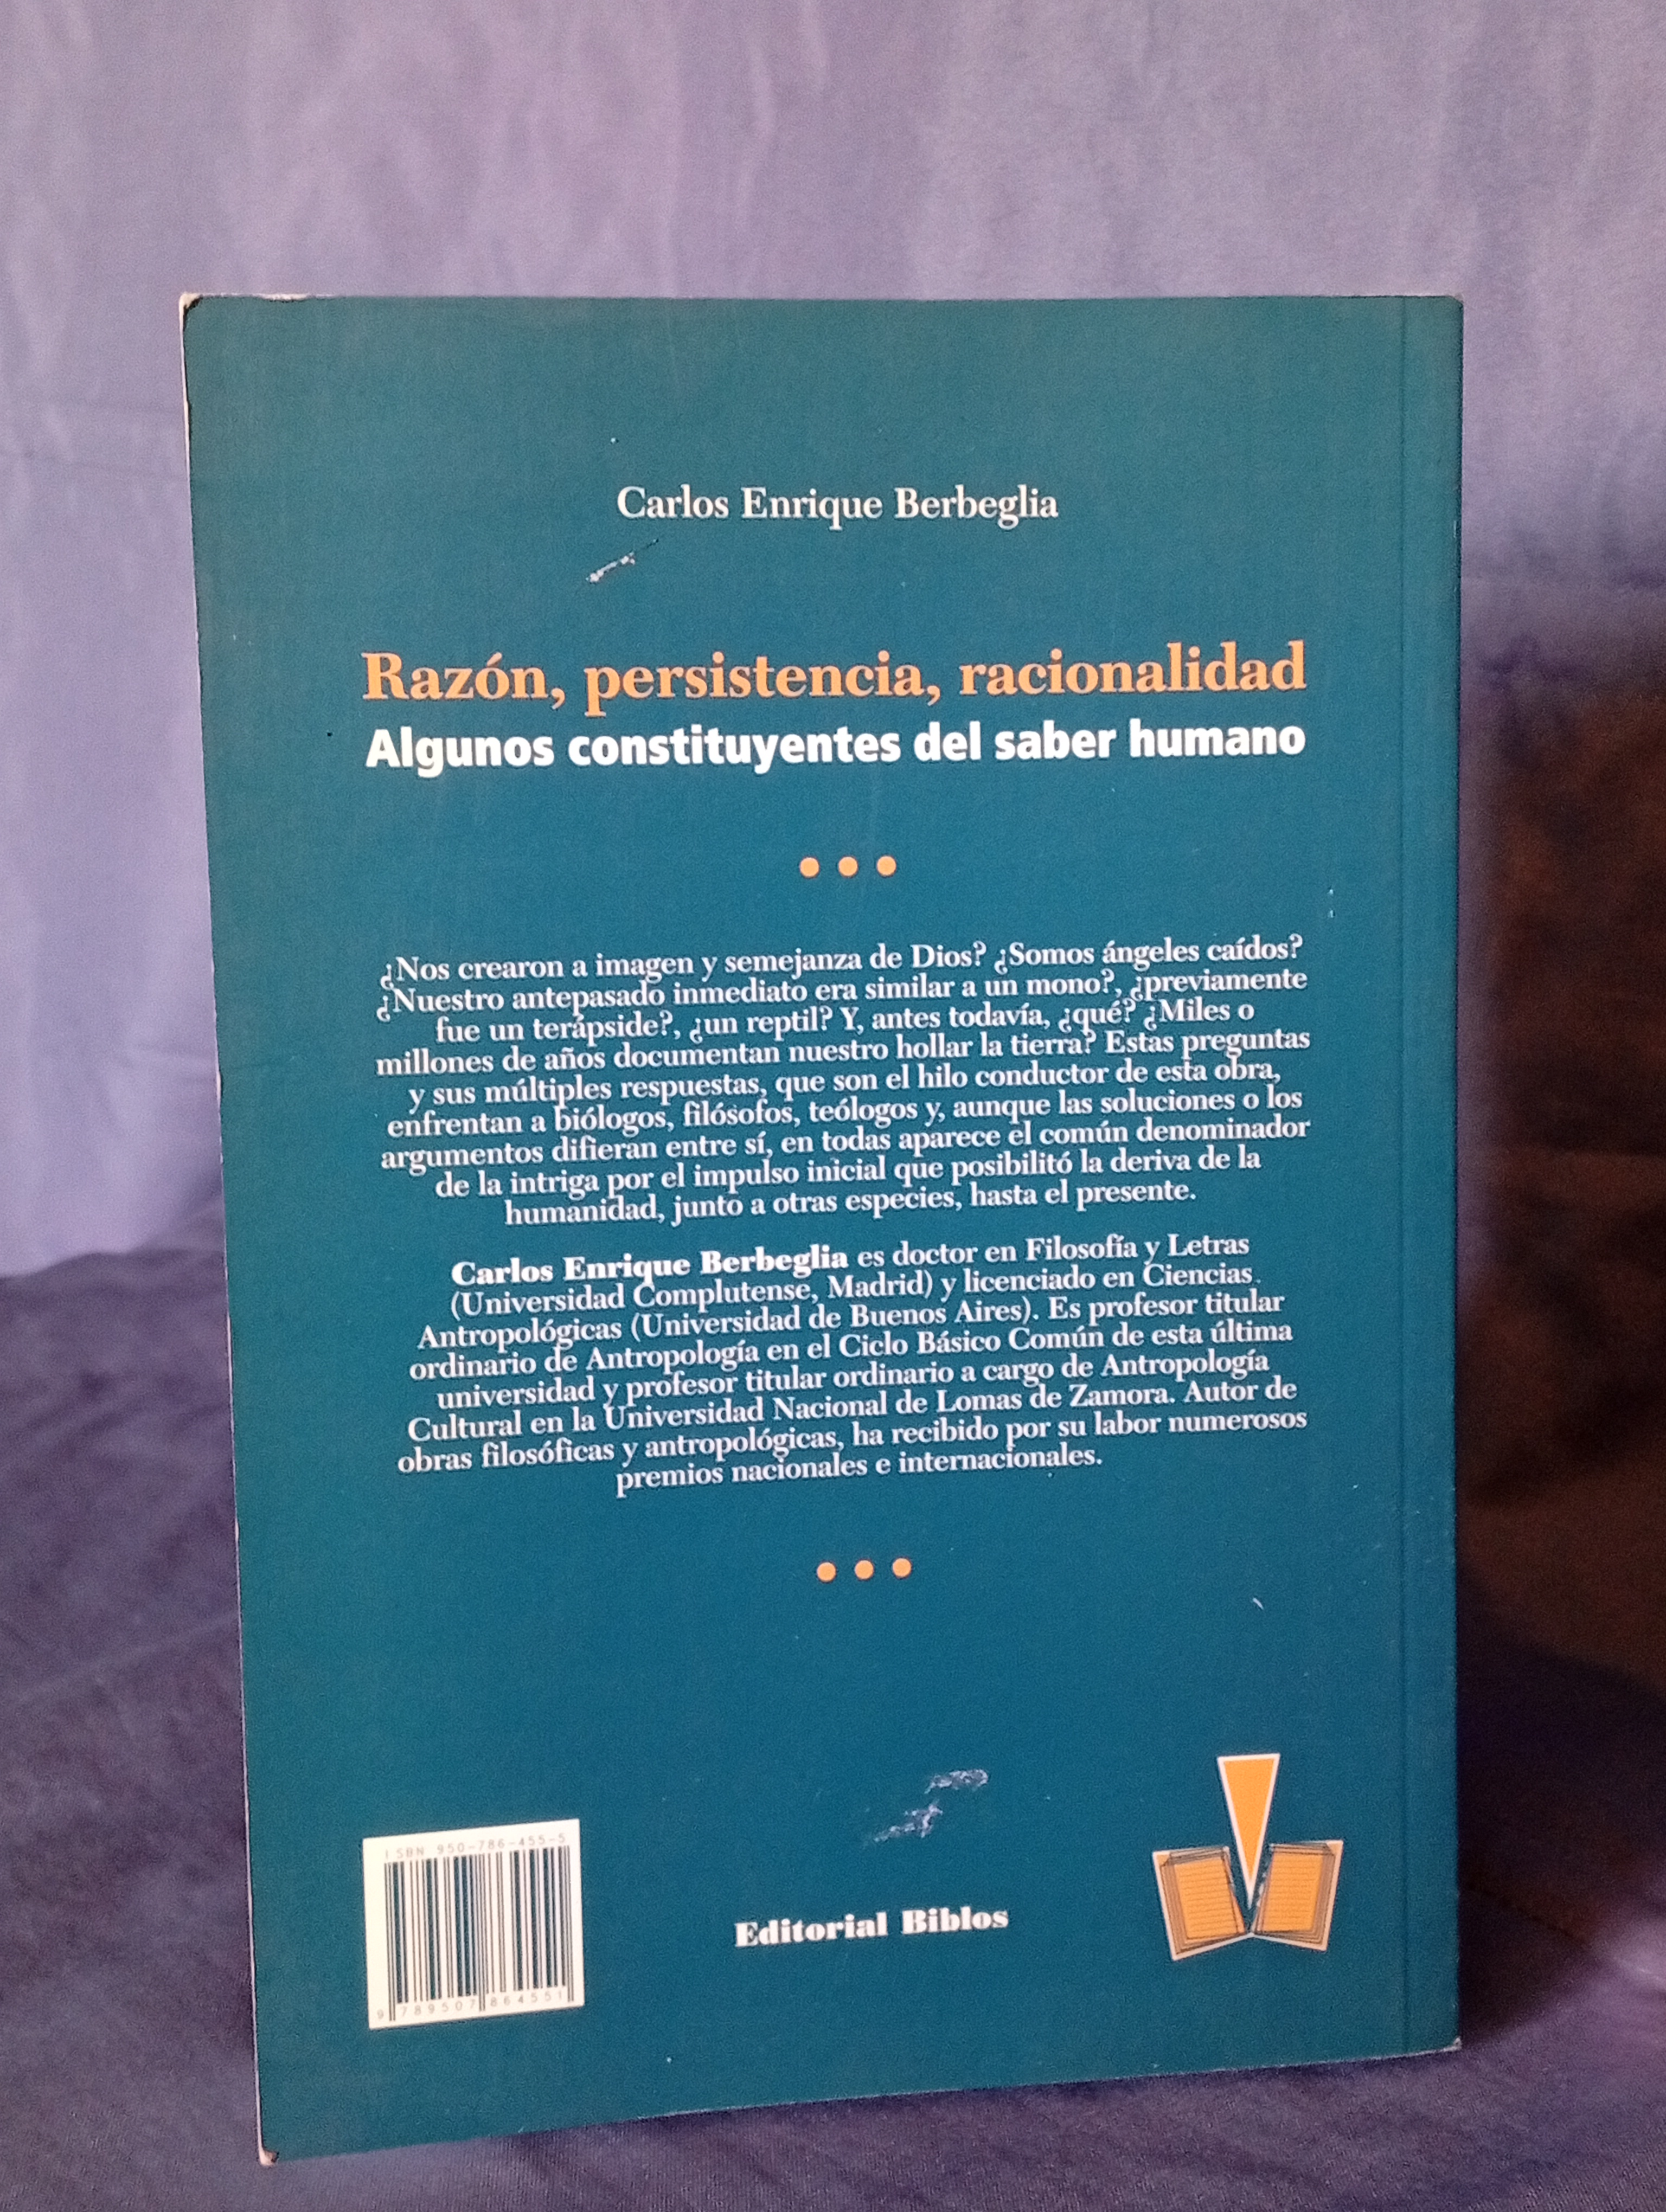 Carlos Enrique Berbeglia
Razón, persistencia, racionalidad
Algunos constituyentes del saber humano
¿Nos crearon a imagen y semejanza de Dios? ¿Somos ángeles caídos?
¿Nuestro antepasado inmediato era similar a un mono?, ¿previamente
fue un terápside?, ¿un reptil? Y, antes todavía, ¿qué? ¿Miles o
millones de años documentan nuestro hollar la tierra? Estas preguntas
y sus múltiples respuestas, que son el hilo conductor de esta obra,
enfrentan a biólogos, filósofos, teólogos y, aunque las soluciones o los
argumentos difieran entre sí, en todas aparece el común denominador
de la intriga por el impulso inicial que posibilitó la deriva de la
humanidad, junto a otras especies, hasta el presente.
Carlos Enrique Berbeglia es doctor en Filosofía y Letras
(Universidad Complutense, Madrid) y licenciado en Ciencias
Antropológicas (Universidad de Buenos Aires). Es profesor titular
ordinario de Antropología en el Ciclo Básico Común de esta última
universidad y profesor titular ordinario a cargo de Antropología
Cultural en la Universidad Nacional de Lomas de Zamora. Autor de
obras filosóficas y antropológicas, ha recibido por su labor numerosos
premios nacionales e internacionales.
ISBN 950-786-455-5
9 789507 864551
Editorial Biblos